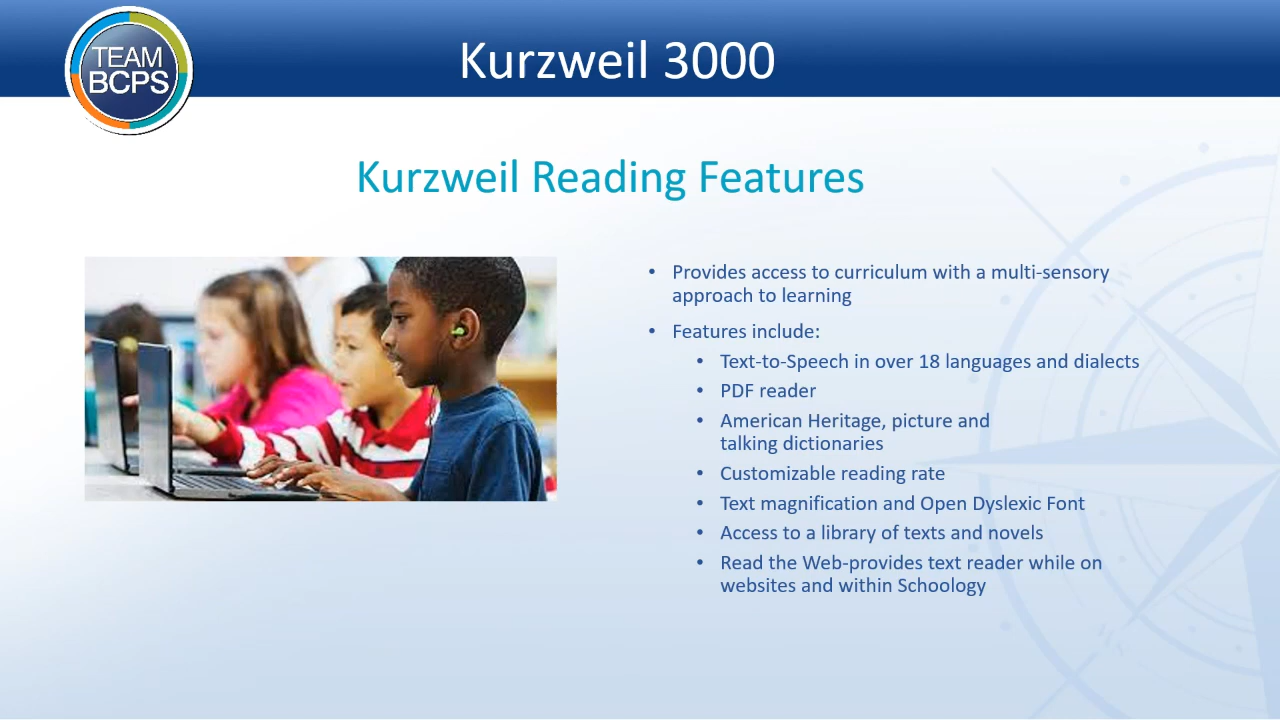 TEAM
BCPS
Kurzweil 3000
Kurzweil Reading Features
• Provides access to curriculum with a multi-sensory
approach to learning
• Features include:
• Text-to-Speech in over 18 languages and dialects
• PDF reader
• American Heritage, picture and
talking dictionaries
• Customizable reading rate
• Text magnification and Open Dyslexic Font
• Access to a library of texts and novels
• Read the Web-provides text reader while on
websites and within Schoology